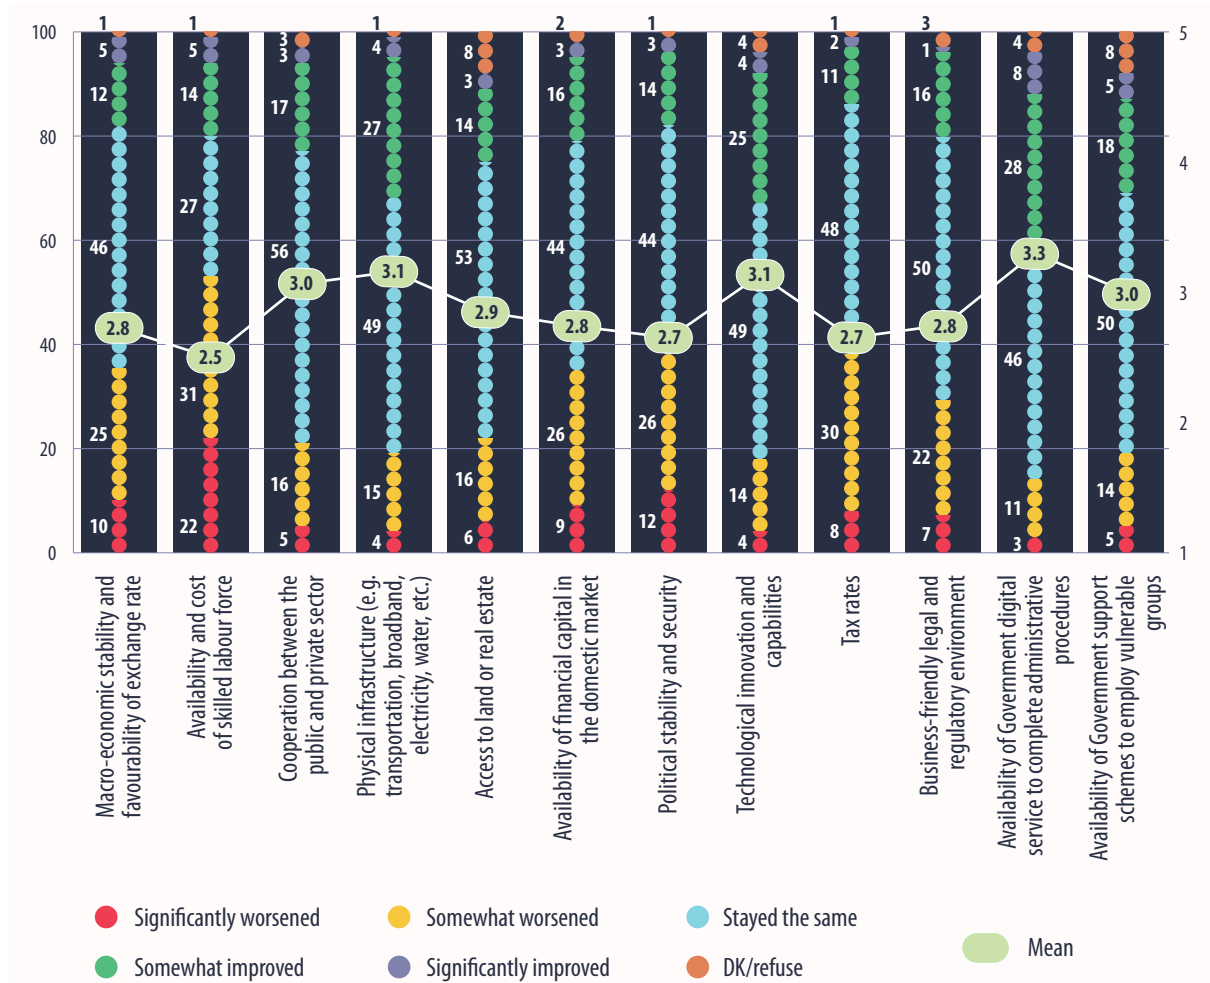 1 1 1 2 1 1 3
100 5
5 5 3 4 3 3 4 2 1 4 8
3 8 4 8 5
12 14 17 27 14 16 14 25 11 16 28 18
80 4
46 27 56 49 53 44 44 49 48 50 46 50
60
2.8 2.5 3.0 3.1 2.9 2.8 2.7 3.1 2.7 2.8 3.3 3.0
3
40
25 31 16 15 16 26 26 14 30 22 11 14
2
20
10 22 5 4 6 9 12 4 8 7 3 5
0 1
Macro-economic stability and
favourability of exchange rate
Availability and cost
of skilled labour force
Cooperation between the
public and private sector
Physical infrastructure (e.g.
transportation, broadband,
electricity, water, etc.)
Access to land or real estate
Availability of financial capital in
the domestic market
Political stability and security
Technological innovation and
capabilities
Tax rates
Business-friendly legal and
regulatory environment
Availability of Government digital
service to complete administrative
procedures
Availability of Government support
schemes to employ vulnerable
groups
Significantly worsened
Somewhat worsened
Stayed the same
Mean
Somewhat improved
Significantly improved
DK/refuse